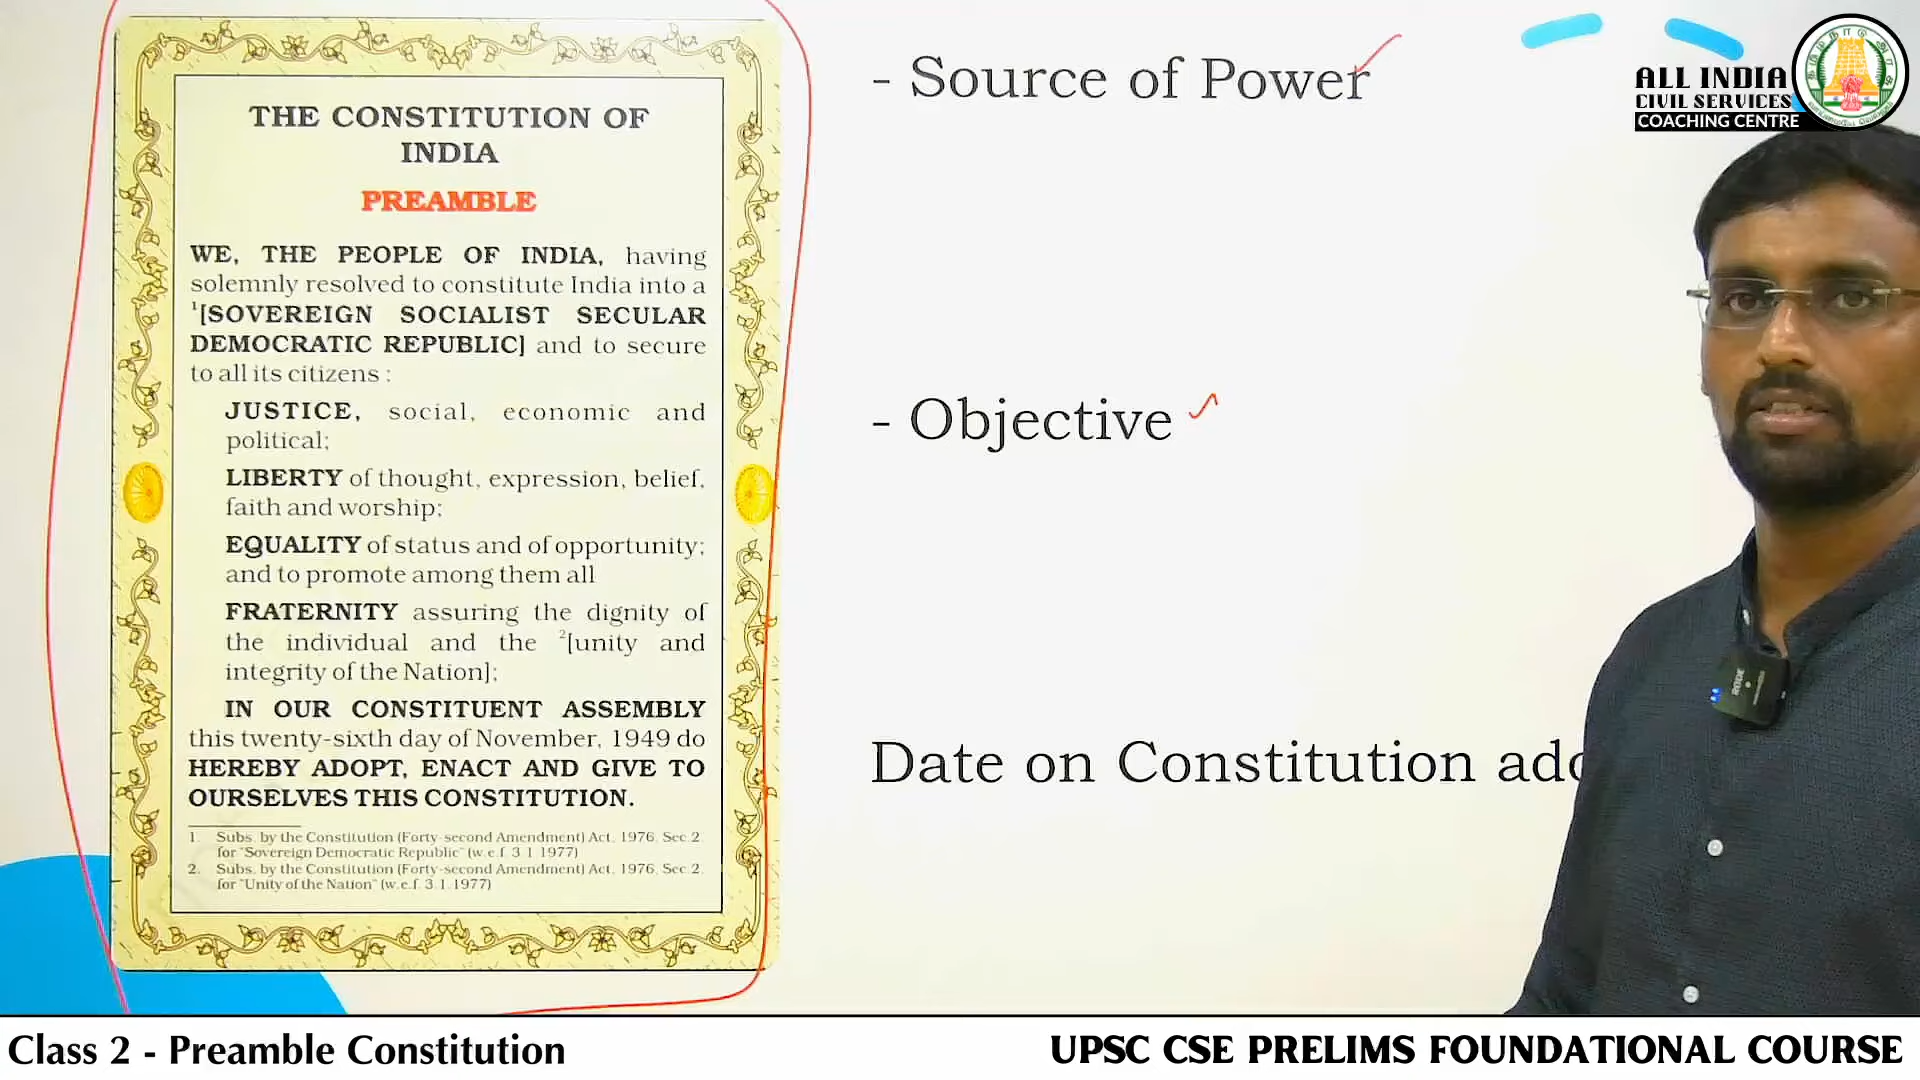 THE CONSTITUTION OF
INDIA
PREAMBLE
WE, THE PEOPLE OF INDIA, having
solemnly resolved to constitute India into a
¹[SOVEREIGN SOCIALIST SECULAR
DEMOCRATIC REPUBLIC] and to secure
to all its citizens :
JUSTICE, social, economic and
political;
LIBERTY of thought, expression, belief,
faith and worship;
EQUALITY of status and of opportunity;
and to promote among them all
FRATERNITY assuring the dignity of
the individual and the ²[unity and
integrity of the Nation];
IN OUR CONSTITUENT ASSEMBLY
this twenty-sixth day of November, 1949 do
HEREBY ADOPT, ENACT AND GIVE TO
OURSELVES THIS CONSTITUTION.
1. Subs. by the Constitution (Forty-second Amendment) Act, 1976, Sec.2,
for "Sovereign Democratic Republic" (w.e.f. 3.1.1977)
2. Subs. by the Constitution (Forty-second Amendment) Act, 1976, Sec.2,
for "Unity of the Nation" (w.e.f. 3.1.1977)
- Source of Power
- Objective
Date on Constitution
ALL INDIA
CIVIL SERVICES
COACHING CENTRE
RODE
Class 2 - Preamble Constitution
UPSC CSE PRELIMS FOUNDATIONAL COURSE